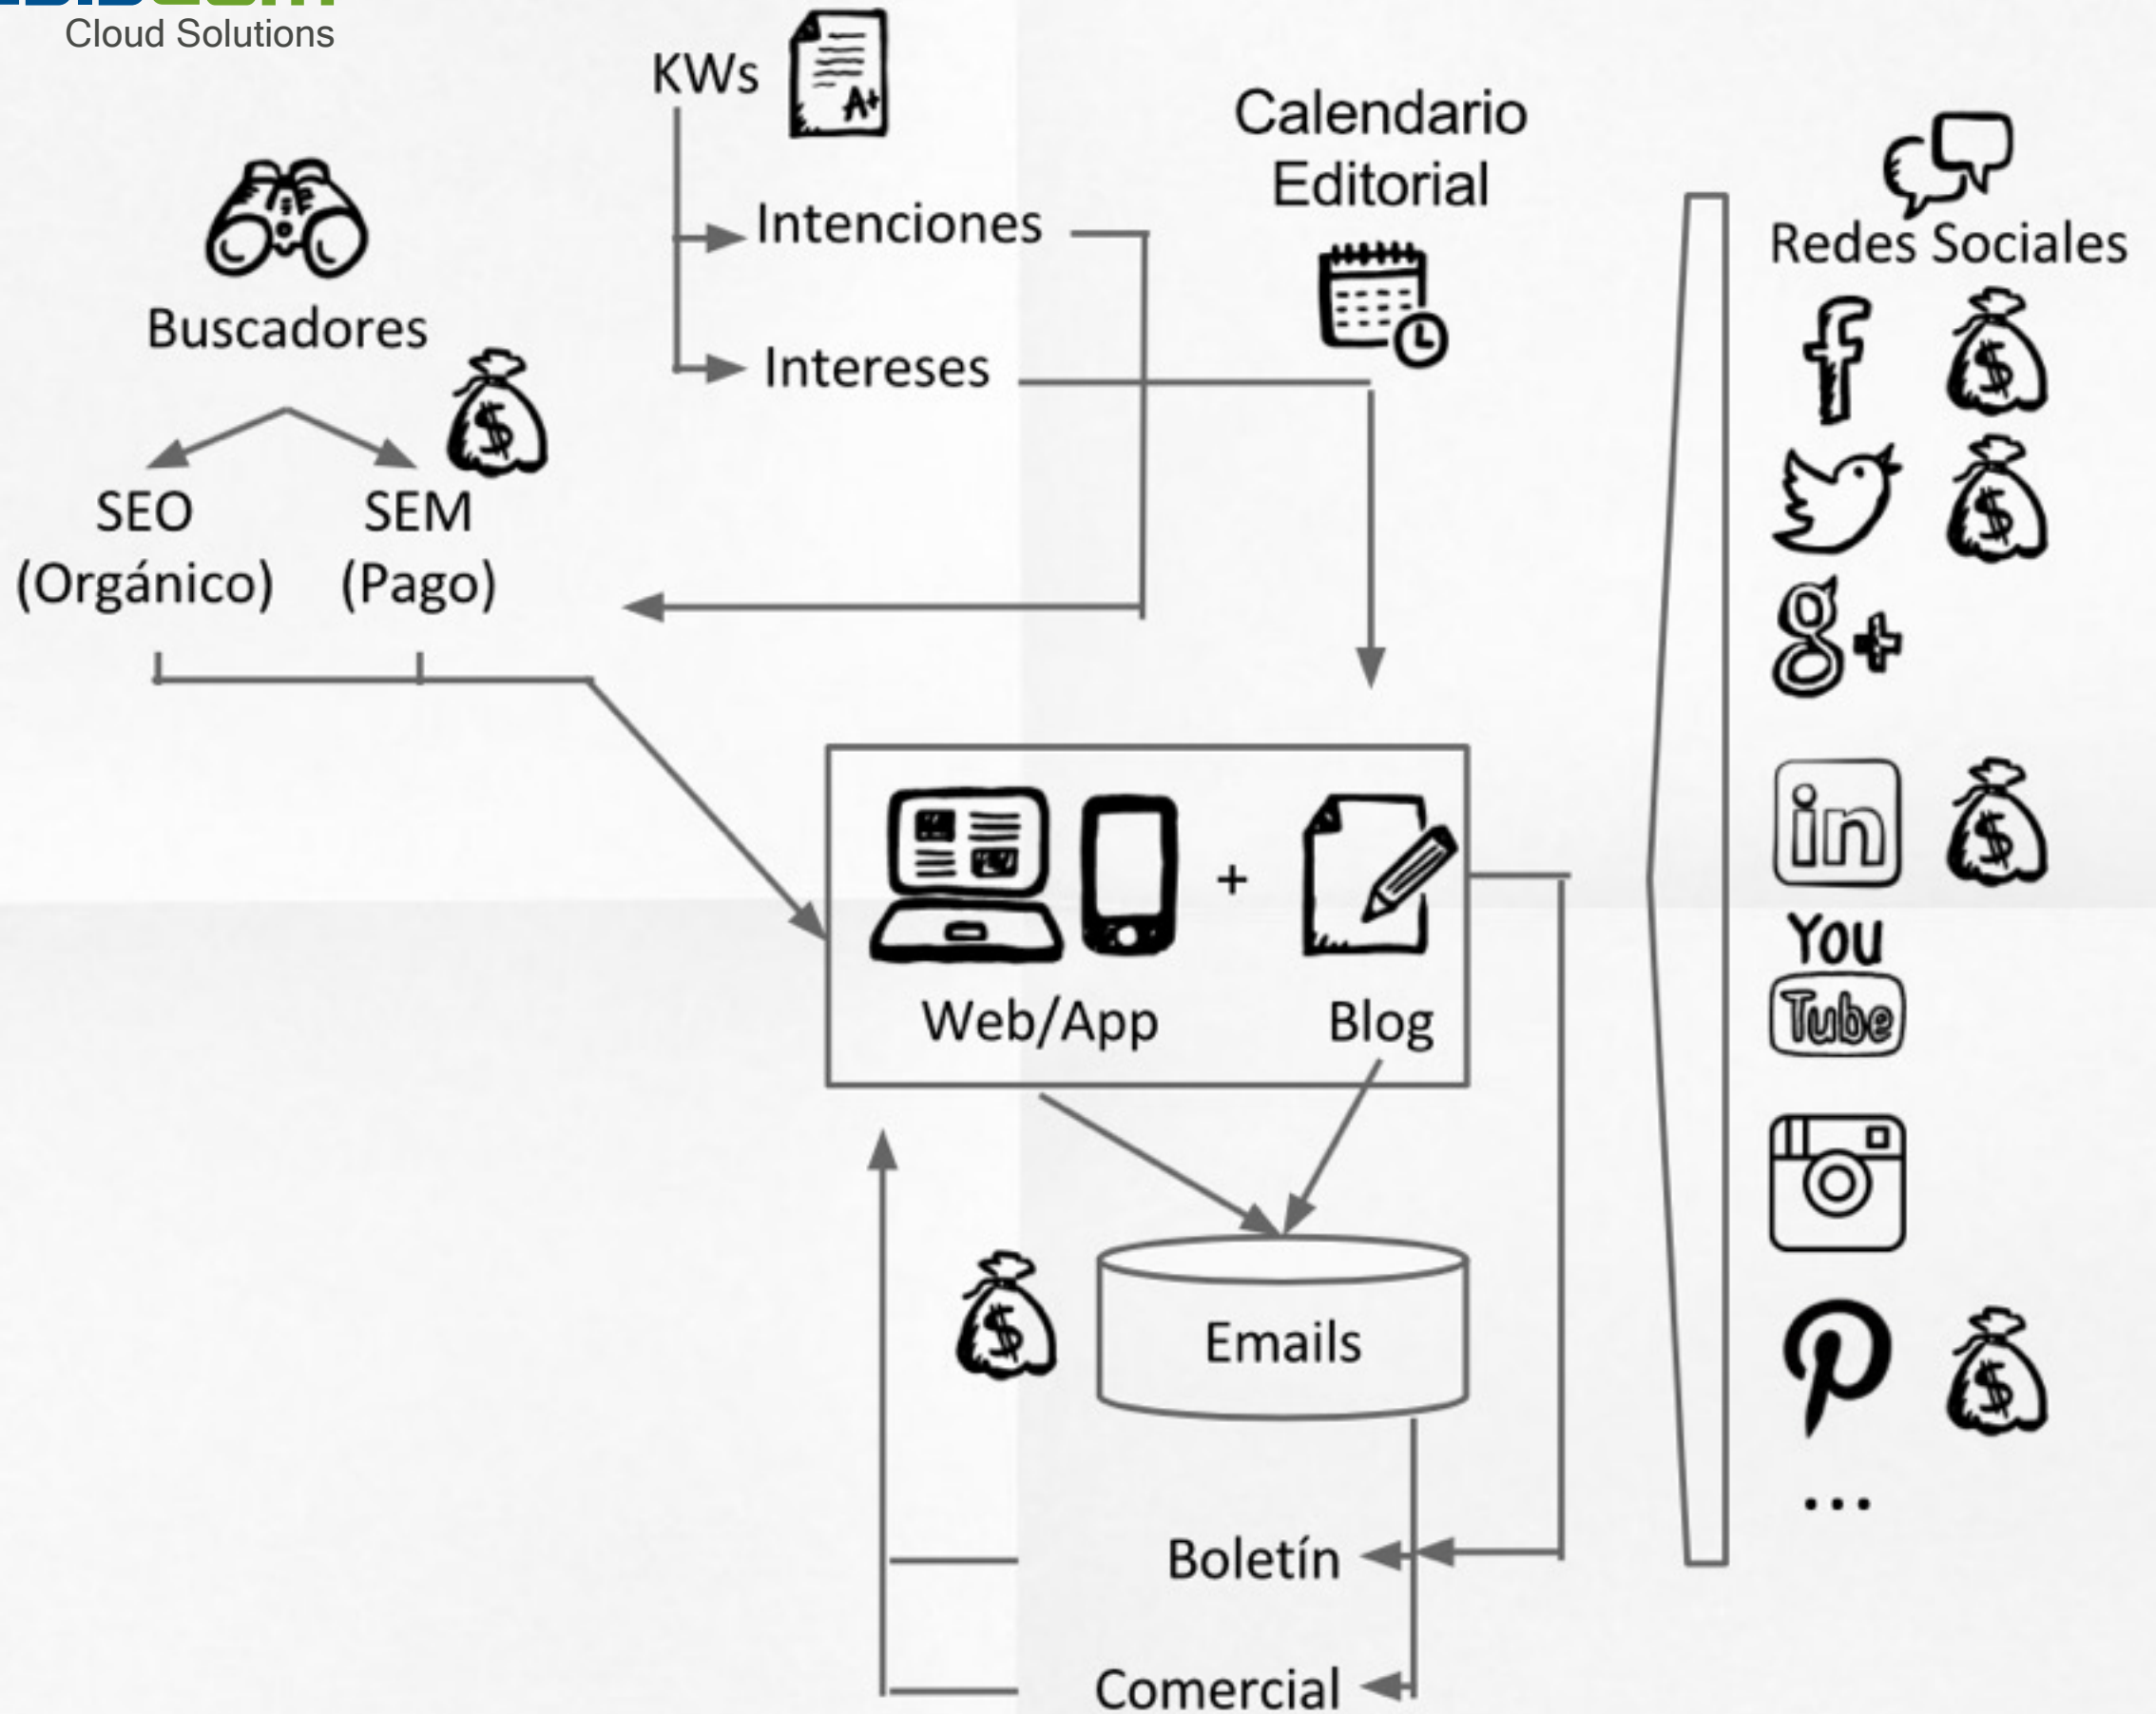 Cloud Solutions
KWs
A+
Calendario
Editorial
Intenciones
Intereses
Buscadores
$
SEO
(Orgánico)
SEM
(Pago)
Redes Sociales
f
$
$
g+
in
$
You
Tube
$
...
+
Web/App
Blog
$
Emails
Boletín
Comercial